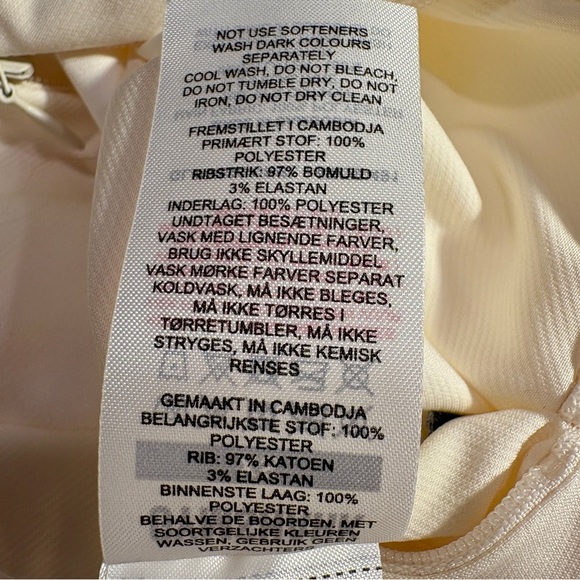 NOT USE SOFTENERS
WASH DARK COLOURS
SEPARATELY
COOL WASH, DO NOT BLEACH,
DO NOT TUMBLE DRY, DO NOT
IRON, DO NOT DRY CLEAN
FREMSTILLET I CAMBODJA
PRIMÆRT STOF: 100%
POLYESTER
RIBSTRIK: 97% BOMULD
3% ELASTAN
INDERLAG: 100% POLYESTER
UNDTAGET BESÆTNINGER,
VASK MED LIGNENDE FARVER,
BRUG IKKE SKYLLEMIDDEL
VASK MØRKE FARVER SEPARAT
KOLDVASK, MÅ IKKE BLEGES,
MÅ IKKE TØRRES I
TØRRETUMBLER, MÅ IKKE
STRYGES, MÅ IKKE KEMISK
RENSES
GEMAAKT IN CAMBODJA
BELANGRIJKSTE STOF: 100%
POLYESTER
RIB: 97% KATOEN
3% ELASTAN
BINNENSTE LAAG: 100%
POLYESTER
BEHALVE DE BOORDEN, MET
SOORTGELIJKE KLEUREN
WASSEN, GEBRUIK GEEN
VERZACHTER